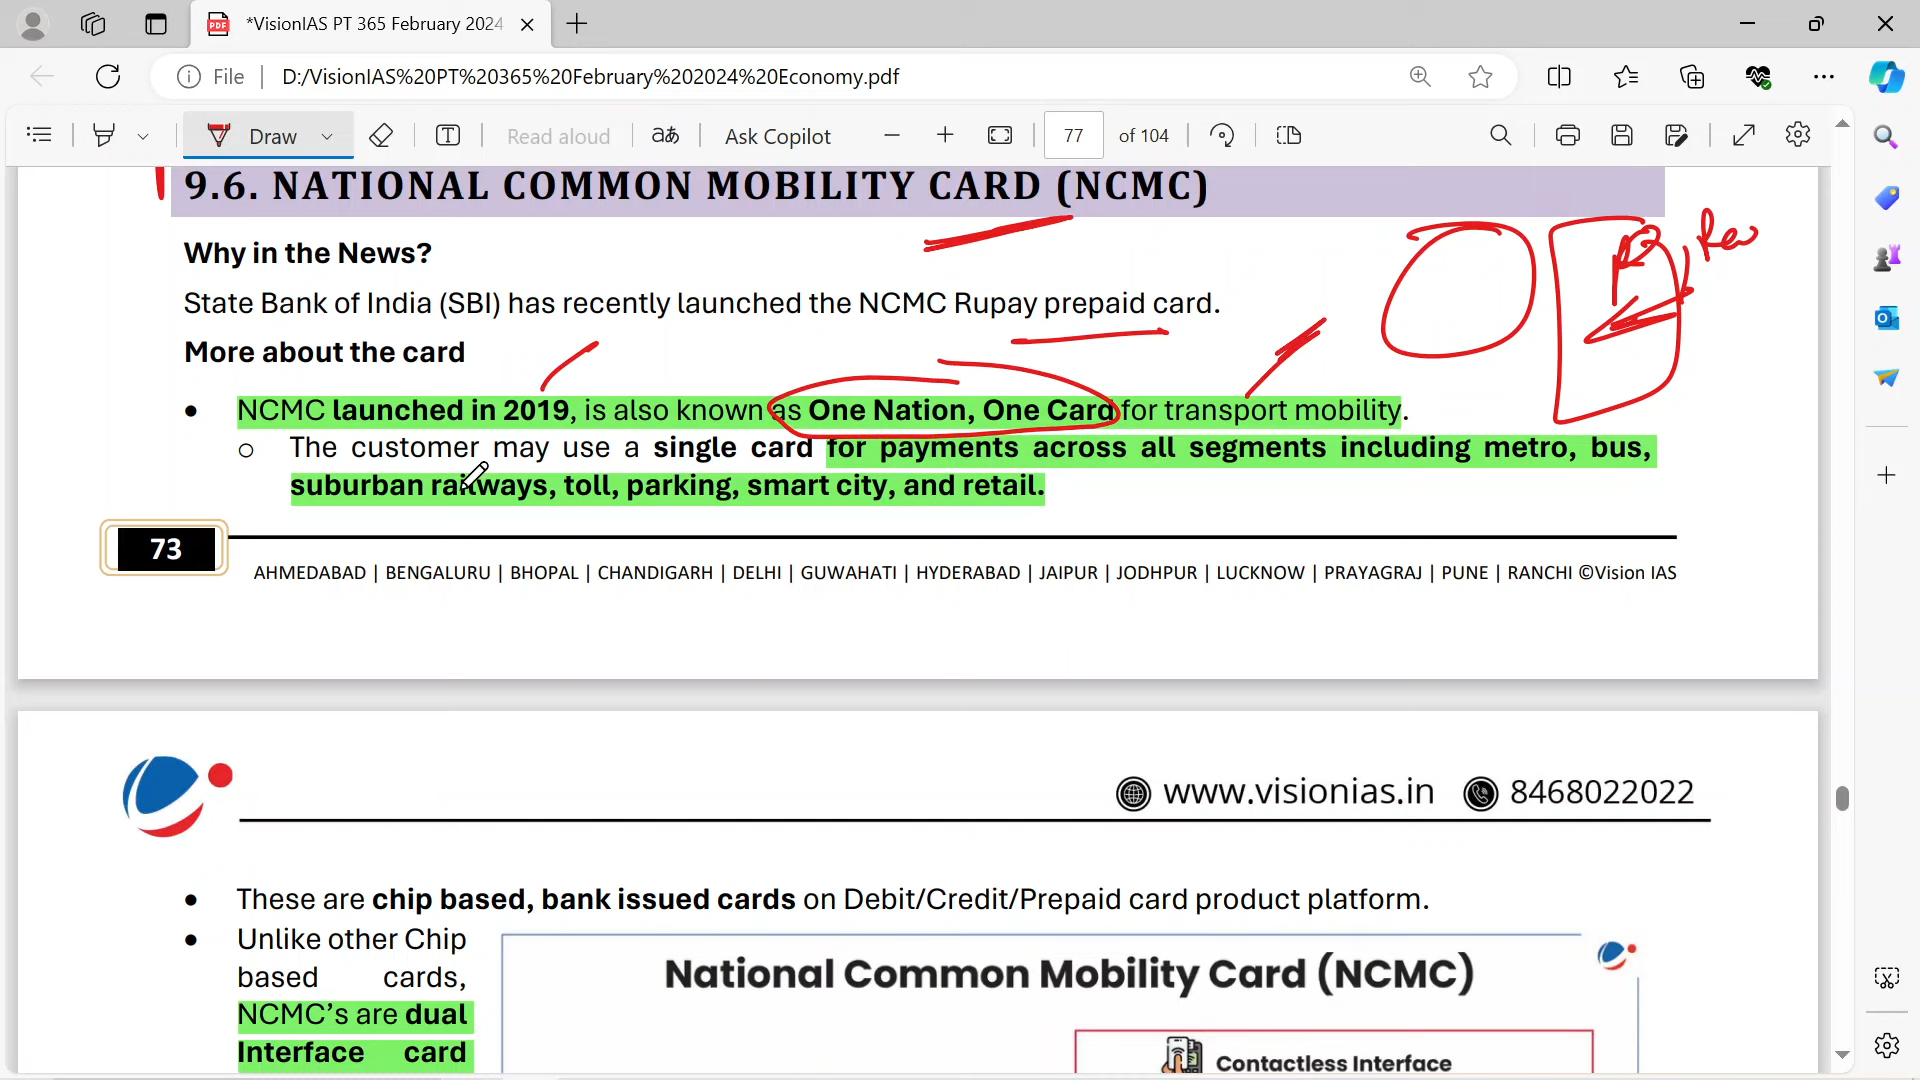 *VisionIAS PT 365 February 2024
File
D:/VisionIAS%20PT%20365%20February%202024%20Economy.pdf
Draw
Read aloud
aあ
Ask Copilot
77
of 104
9.6. NATIONAL COMMON MOBILITY CARD (NCMC)
Why in the News?
State Bank of India (SBI) has recently launched the NCMC Rupay prepaid card.
More about the card
NCMC launched in 2019, is also known as One Nation, One Card for transport mobility.
The customer may use a single card for payments across all segments including metro, bus,
suburban railways, toll, parking, smart city, and retail.
73
AHMEDABAD | BENGALURU | BHOPAL | CHANDIGARH | DELHI | GUWAHATI | HYDERABAD | JAIPUR | JODHPUR | LUCKNOW | PRAYAGRAJ | PUNE | RANCHI ©Vision IAS
www.visionias.in
8468022022
These are chip based, bank issued cards on Debit/Credit/Prepaid card product platform.
Unlike other Chip
based cards,
NCMC’s are dual
Interface card
National Common Mobility Card (NCMC)
Contactless Interface